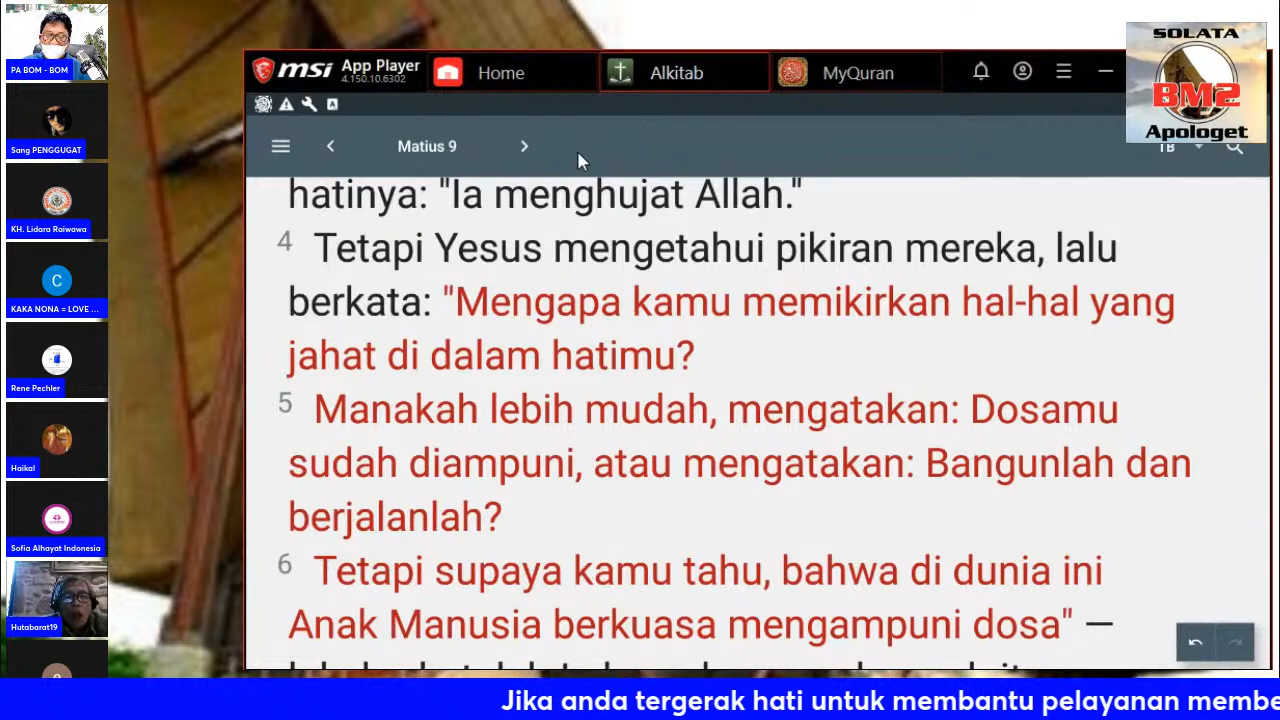 PA BOM - BOM
Sang PENGGUGAT
KH. Lidara Raiwawa
C
KAKA NONA = LOVE ...
Rene Pechler
Haikal
Sofia Alhayat Indonesia
Hutabarat19
msi App Player
4.150.10.6302
Home
Alkitab
MyQuran
SOLATA
BM2
Apologet
Matius 9
TB
hatinya: "Ia menghujat Allah."
4 Tetapi Yesus mengetahui pikiran mereka, lalu
berkata: "Mengapa kamu memikirkan hal-hal yang
jahat di dalam hatimu?
5 Manakah lebih mudah, mengatakan: Dosamu
sudah diampuni, atau mengatakan: Bangunlah dan
berjalanlah?
6 Tetapi supaya kamu tahu, bahwa di dunia ini
Anak Manusia berkuasa mengampuni dosa" —
Jika anda tergerak hati untuk membantu pelayanan membe